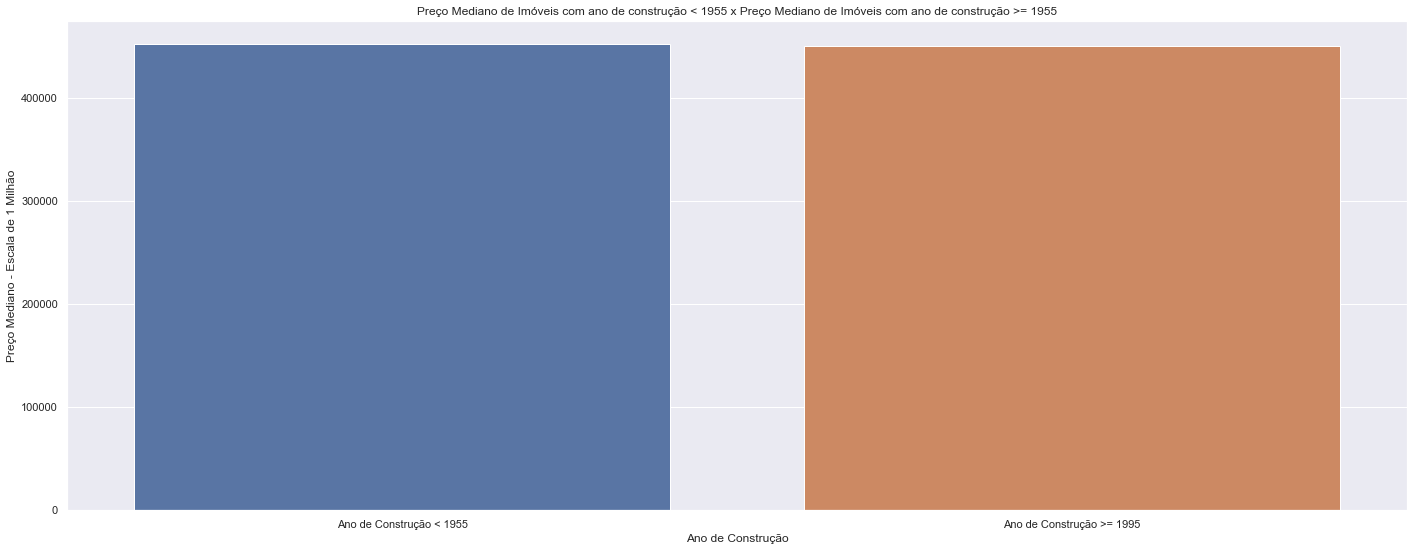 Preço Mediano de Imóveis com ano de construção < 1955 x Preço Mediano de Imóveis com ano de construção >= 1955
Preço Mediano - Escala de 1 Milhão
400000
300000
200000
100000
0
Ano de Construção < 1955
Ano de Construção >= 1995
Ano de Construção